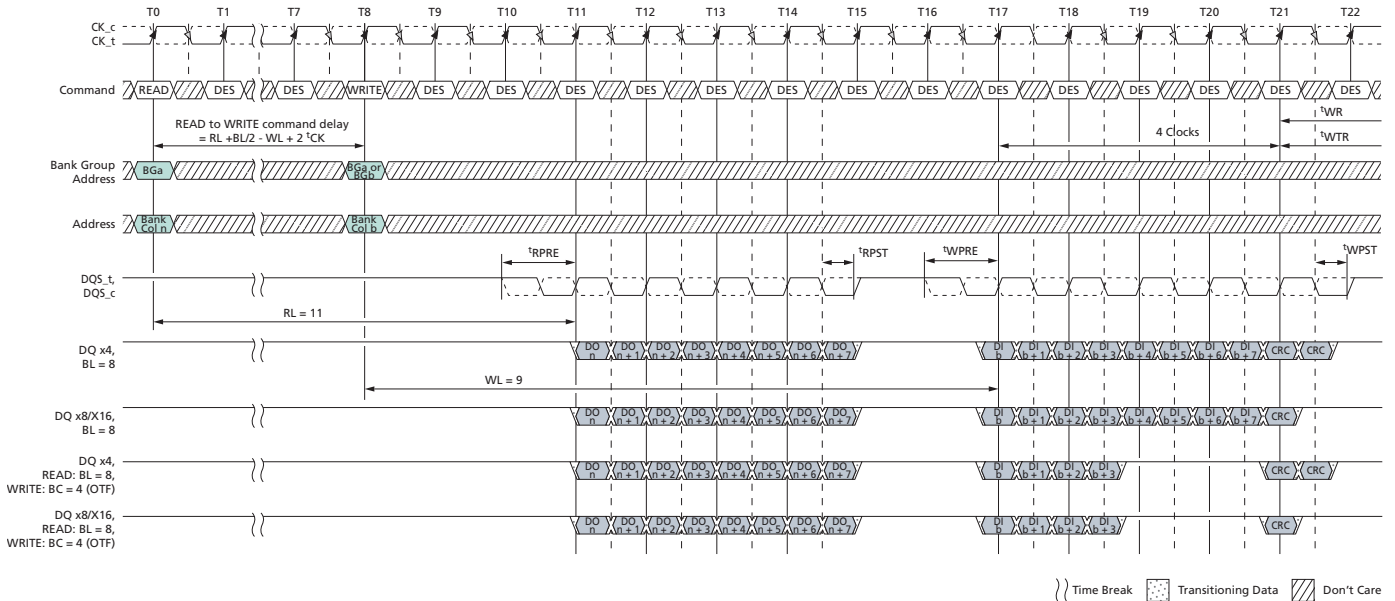 T0 T1 T7 T8 T9 T10 T11 T12 T13 T14 T15 T16 T17 T18 T19 T20 T21 T22
CK_c
CK_t
Command READ DES DES WRITE DES DES DES DES DES DES DES DES DES DES DES DES DES DES
READ to WRITE command delay
= RL +BL/2 - WL + 2 tCK
4 Clocks
tWR
tWTR
Bank Group
Address
BGa
BGa or
BGb
Address
Bank
Col n
Bank
Col b
tRPRE tRPST tWPRE tWPST
DQS_t,
DQS_c
RL = 11
DQ x4,
BL = 8
DO n DO n + 1 DO n + 2 DO n + 3 DO n + 4 DO n + 5 DO n + 6 DO n + 7 DI b DI b + 1 DI b + 2 DI b + 3 DI b + 4 DI b + 5 DI b + 6 DI b + 7 CRC CRC
WL = 9
DQ x8/X16,
BL = 8
DO n DO n + 1 DO n + 2 DO n + 3 DO n + 4 DO n + 5 DO n + 6 DO n + 7 DI b DI b + 1 DI b + 2 DI b + 3 DI b + 4 DI b + 5 DI b + 6 DI b + 7 CRC
DQ x4,
READ: BL = 8,
WRITE: BC = 4 (OTF)
DO n DO n + 1 DO n + 2 DO n + 3 DO n + 4 DO n + 5 DO n + 6 DO n + 7 DI b DI b + 1 DI b + 2 DI b + 3 CRC CRC
DQ x8/X16,
READ: BL = 8,
WRITE: BC = 4 (OTF)
DO n DO n + 1 DO n + 2 DO n + 3 DO n + 4 DO n + 5 DO n + 6 DO n + 7 DI b DI b + 1 DI b + 2 DI b + 3 CRC
Time Break Transitioning Data Don't Care